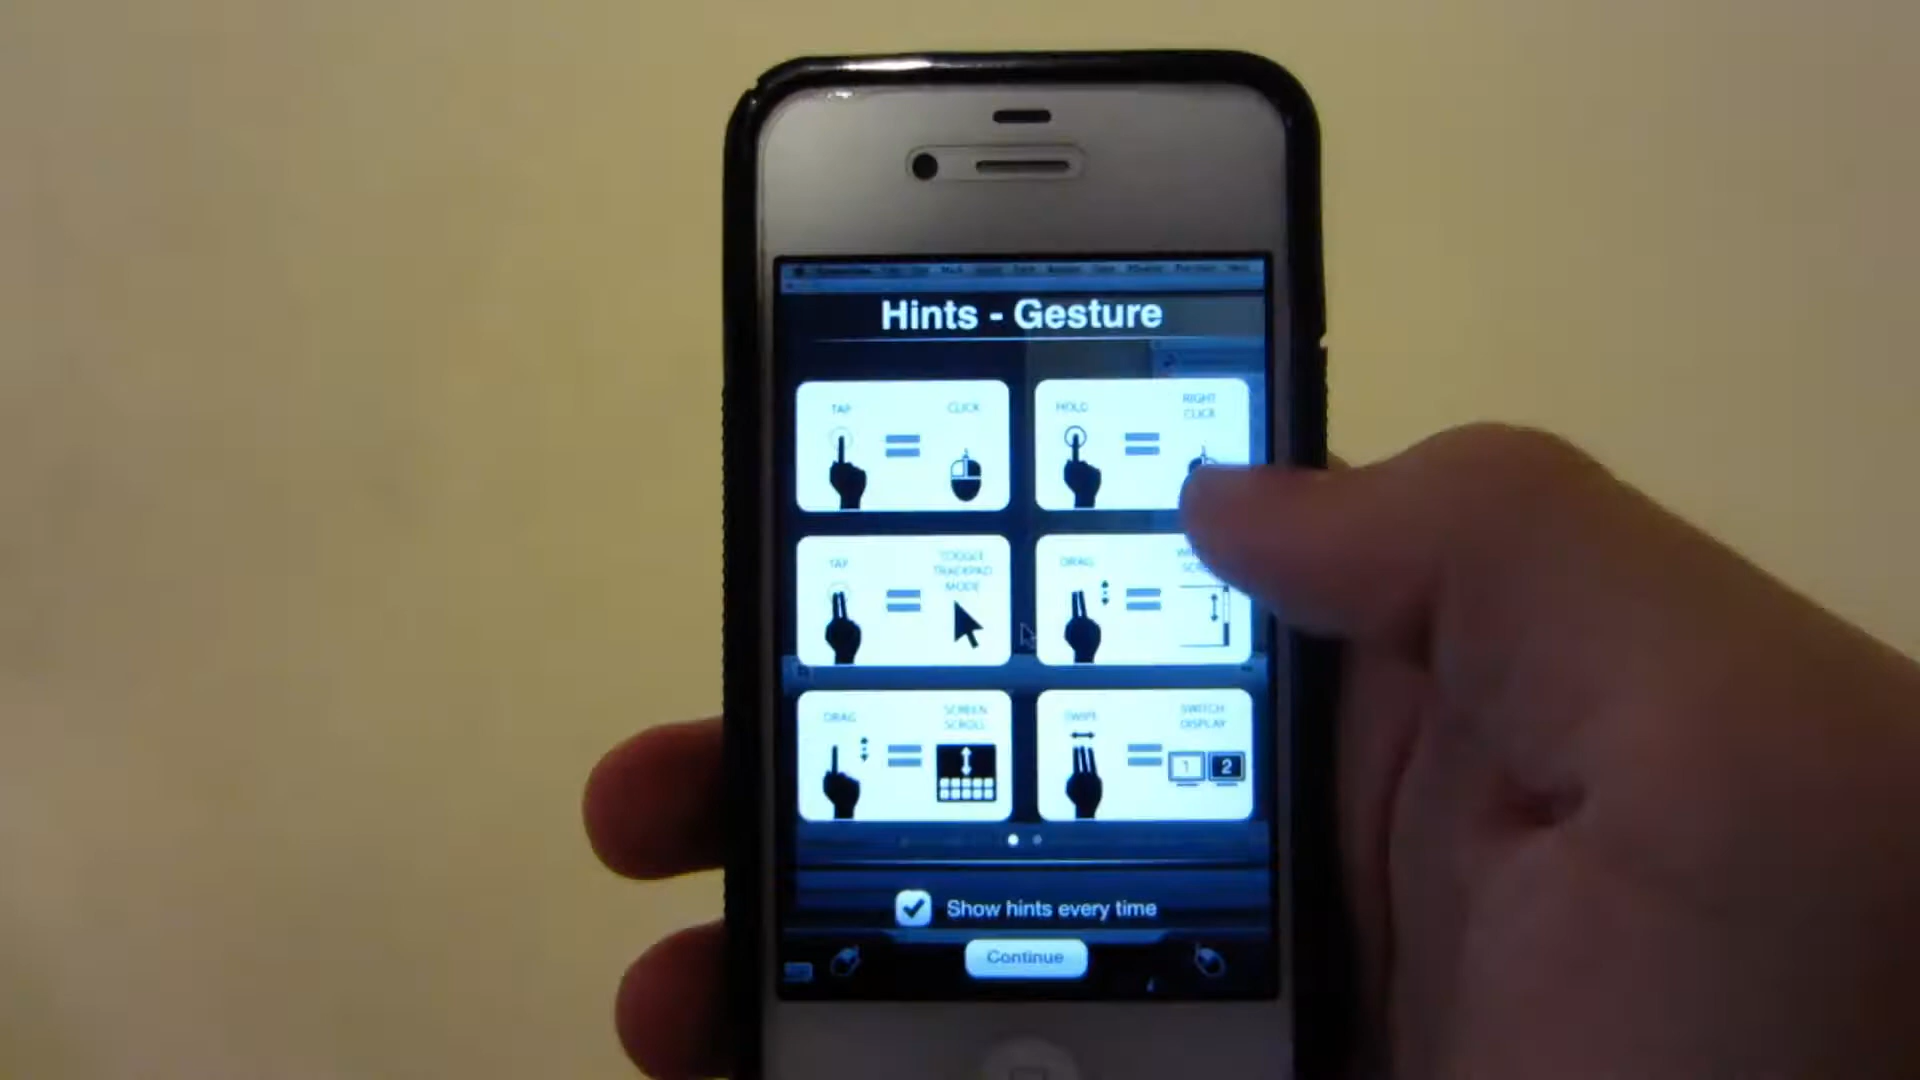 Hints - Gesture
TAP
CLICK
HOLD
RIGHT
CLICK
TAP
TOGGLE
TRACKPAD
MODE
DRAG
DRAG
SCREEN
SCROLL
SWIPE
SWITCH
DISPLAY
1
2
Show hints every time
Continue